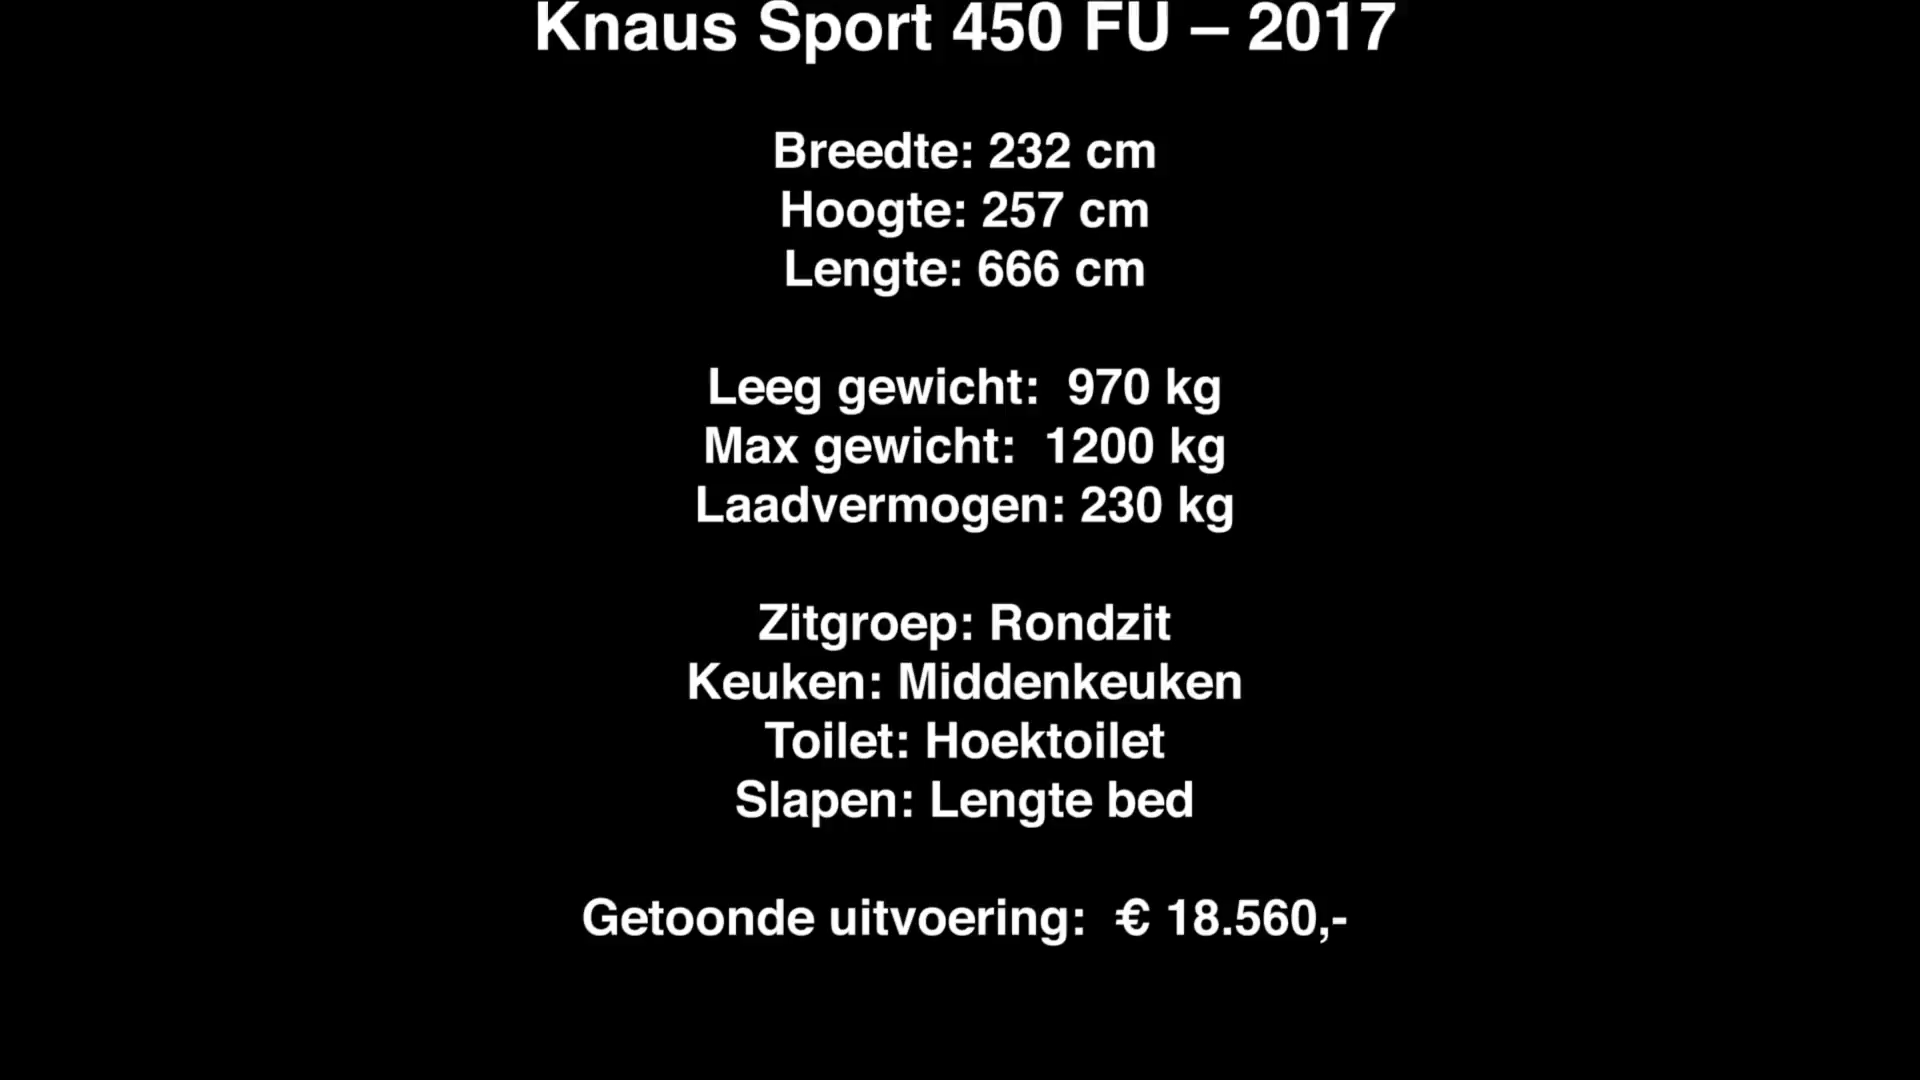 Knaus Sport 450 FU – 2017
Breedte: 232 cm
Hoogte: 257 cm
Lengte: 666 cm
Leeg gewicht:  970 kg
Max gewicht:  1200 kg
Laadvermogen: 230 kg
Zitgroep: Rondzit
Keuken: Middenkeuken
Toilet: Hoektoilet
Slapen: Lengte bed
Getoonde uitvoering:  € 18.560,-